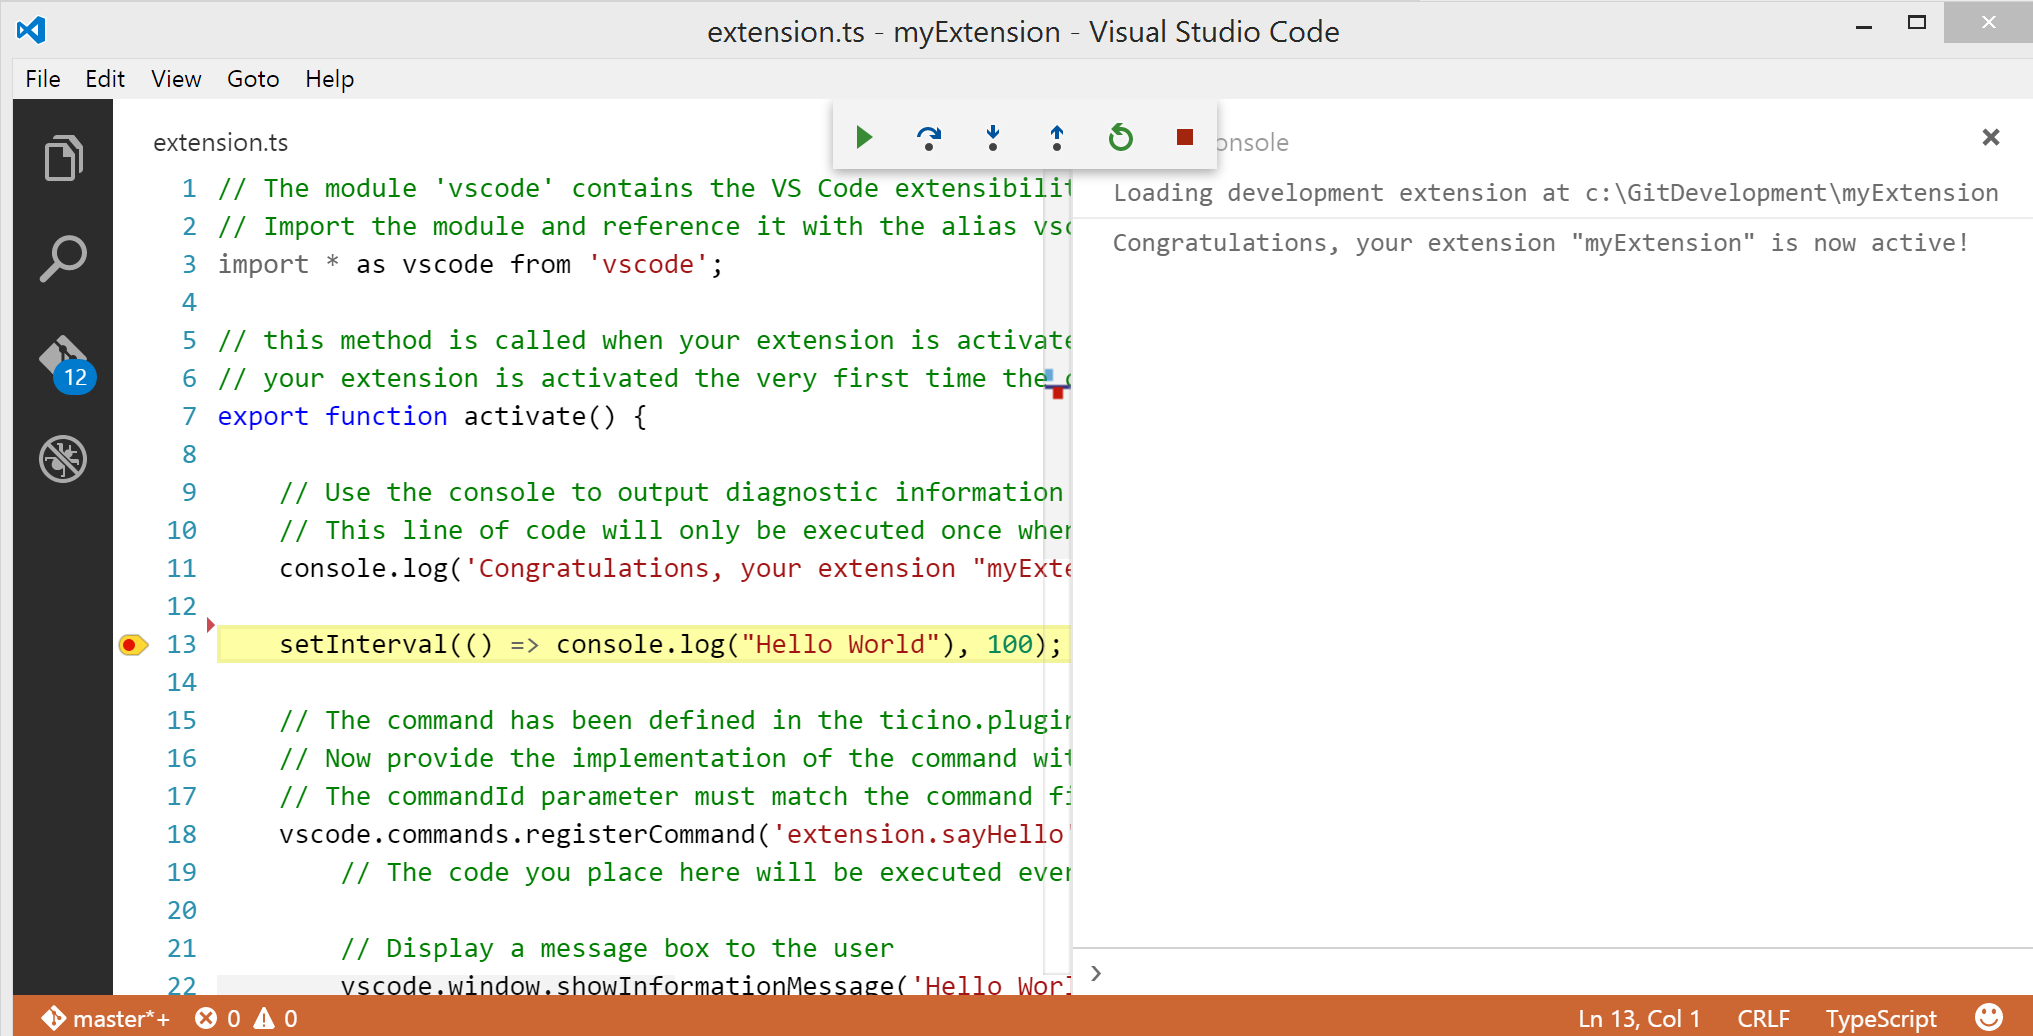 extension.ts - myExtension - Visual Studio Code
File Edit View Goto Help
extension.ts
onsole
1 // The module 'vscode' contains the VS Code extensibilit
2 // Import the module and reference it with the alias vsc
3 import * as vscode from 'vscode';
4
5 // this method is called when your extension is activate
6 // your extension is activated the very first time the c
7 export function activate() {
8
9 // Use the console to output diagnostic information
10 // This line of code will only be executed once when
11 console.log('Congratulations, your extension "myExte
12
13 setInterval(() => console.log("Hello World"), 100);
14
15 // The command has been defined in the ticino.plugin
16 // Now provide the implementation of the command wit
17 // The commandId parameter must match the command fi
18 vscode.commands.registerCommand('extension.sayHello'
19 // The code you place here will be executed ever
20
21 // Display a message box to the user
22 vscode.window.showInformationMessage('Hello Worl
Loading development extension at c:\GitDevelopment\myExtension
Congratulations, your extension "myExtension" is now active!
12
master*+ 0 0
Ln 13, Col 1 CRLF TypeScript